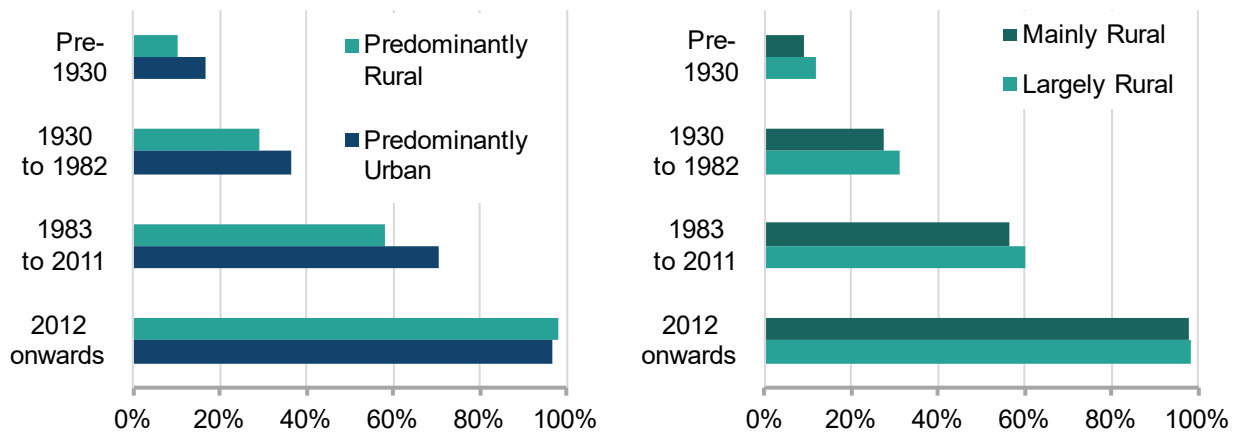 Pre-
1930
1930
to 1982
1983
to 2011
2012
onwards
Predominantly
Rural
Predominantly
Urban
0% 20% 40% 60% 80% 100%
Pre-
1930
1930
to 1982
1983
to 2011
2012
onwards
Mainly Rural
Largely Rural
0% 20% 40% 60% 80% 100%